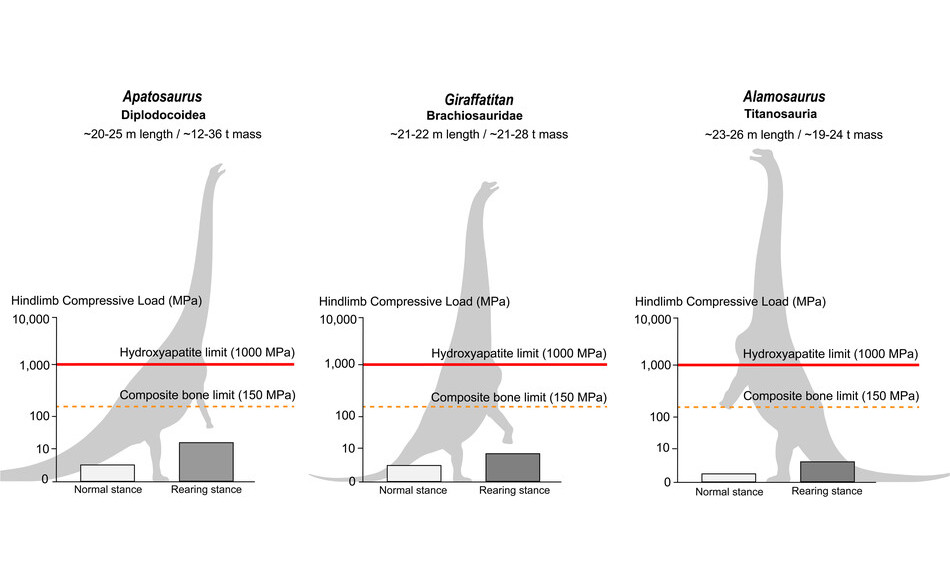 Apatosaurus
Diplodocoidea
~20-25 m length / ~12-36 t mass
Hindlimb Compressive Load (MPa)
10,000
Hydroxyapatite limit (1000 MPa)
1,000
Composite bone limit (150 MPa)
100
10
0
Normal stance
Rearing stance
Giraffatitan
Brachiosauridae
~21-22 m length / ~21-28 t mass
Hindlimb Compressive Load (MPa)
10,000
Hydroxyapatite limit (1000 MPa)
1,000
Composite bone limit (150 MPa)
100
10
0
Normal stance
Rearing stance
Alamosaurus
Titanosauria
~23-26 m length / ~19-24 t mass
Hindlimb Compressive Load (MPa)
10,000
Hydroxyapatite limit (1000 MPa)
1,000
Composite bone limit (150 MPa)
100
10
0
Normal stance
Rearing stance